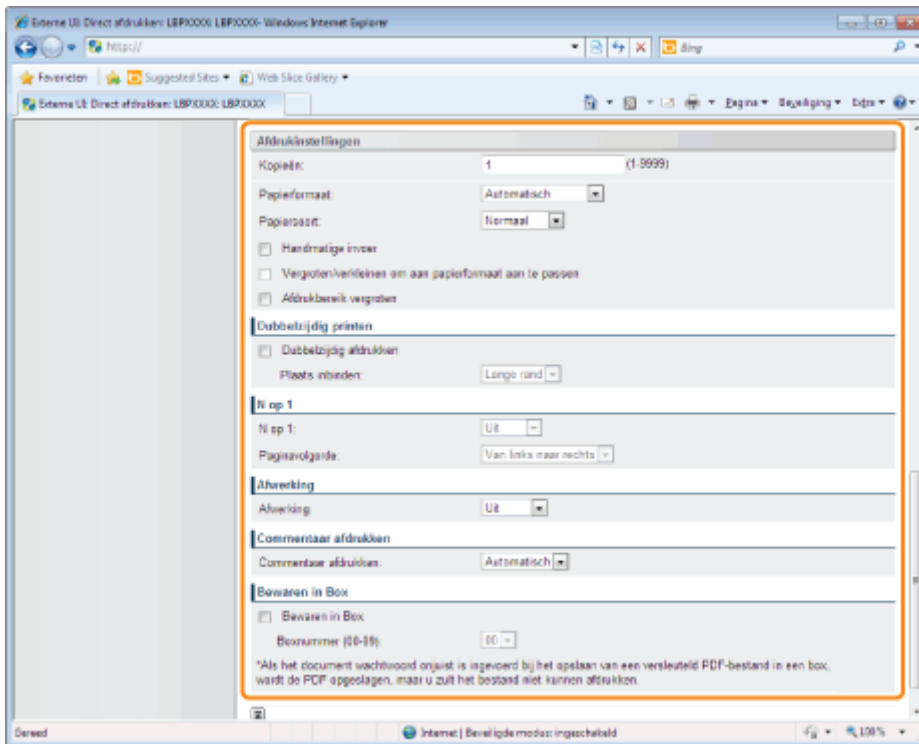 Externe UI: Direct afdrukken: LBPXXXX: LBPXXXX- Windows Internet Explorer
http://
Bing
Favorieten Suggested Sites Web Slice Gallery
Externe UI: Direct afdrukken: LBPXXXX: LBPXXXX
Pagina Beveiliging Extra
Afdrukinstellingen
Kopieën: 1 (1-9999)
Papierformaat: Automatisch
Papiersoort: Normaal
Handmatige invoer
Vergroten/verkleinen om aan papierformaat aan te passen
Afdrukbereik vergroten
Dubbelzijdig printen
Dubbelzijdig afdrukken
Plaats inbinden: Lange rand
N op 1
N op 1: Uit
Paginavolgorde: Van links naar rechts
Afwerking
Afwerking: Uit
Commentaar afdrukken
Commentaar afdrukken: Automatisch
Bewaren in Box
Bewaren in Box
Boxnummer (00-99): 00
*Als het document wachtwoord onjuist is ingevoerd bij het opslaan van een versleuteld PDF-bestand in een box,
wordt de PDF opgeslagen, maar u zult het bestand niet kunnen afdrukken.
Gereed Internet | Beveiligde modus: ingeschakeld 100%